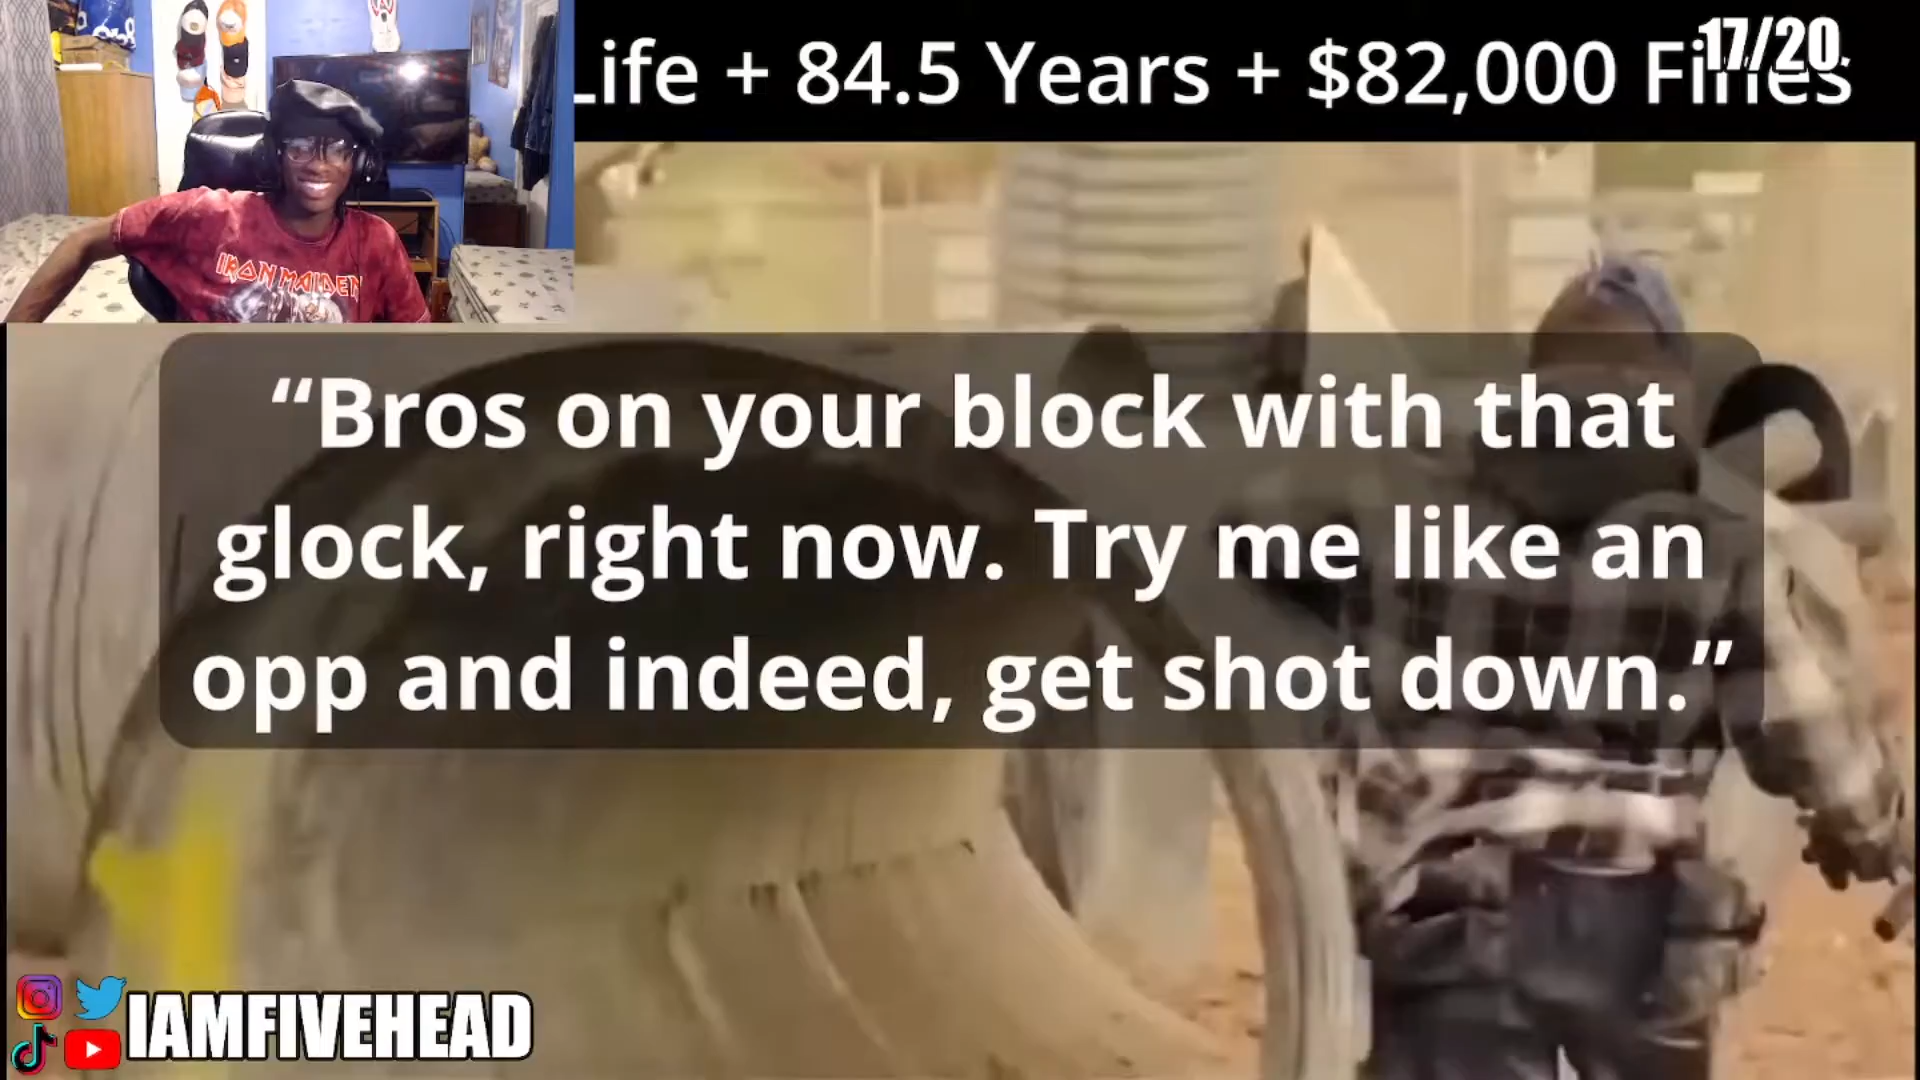 Life + 84.5 Years + $82,000 Fines
17/20
IRON MAIDEN
“Bros on your block with that
glock, right now. Try me like an
opp and indeed, get shot down.”
IAMFIVEHEAD